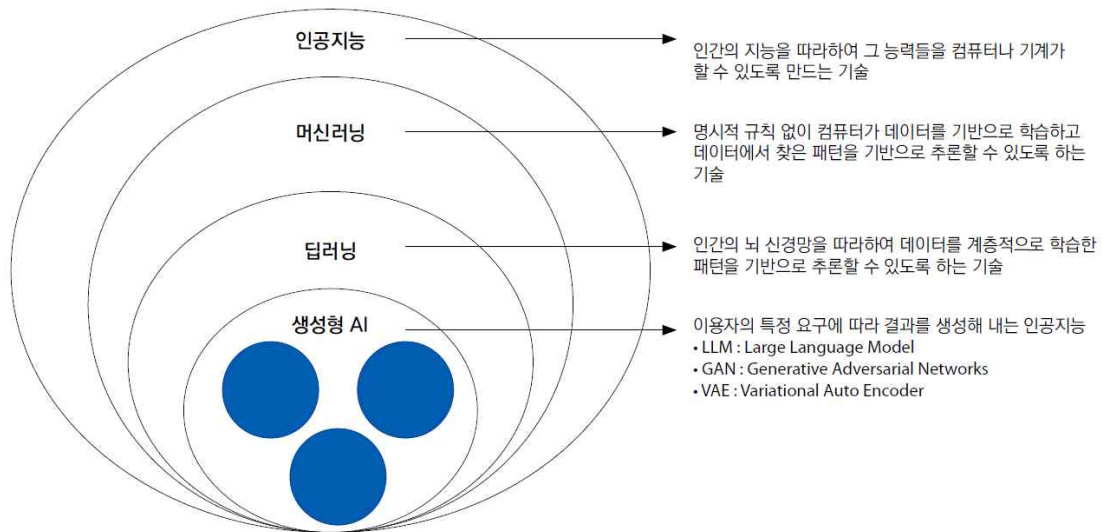 인공지능
인간의 지능을 따라하여 그 능력들을 컴퓨터나 기계가
할 수 있도록 만드는 기술
머신러닝
명시적 규칙 없이 컴퓨터가 데이터를 기반으로 학습하고
데이터에서 찾은 패턴을 기반으로 추론할 수 있도록 하는
기술
딥러닝
인간의 뇌 신경망을 따라하여 데이터를 계층적으로 학습한
패턴을 기반으로 추론할 수 있도록 하는 기술
생성형 AI
이용자의 특정 요구에 따라 결과를 생성해 내는 인공지능
• LLM : Large Language Model
• GAN : Generative Adversarial Networks
• VAE : Variational Auto Encoder